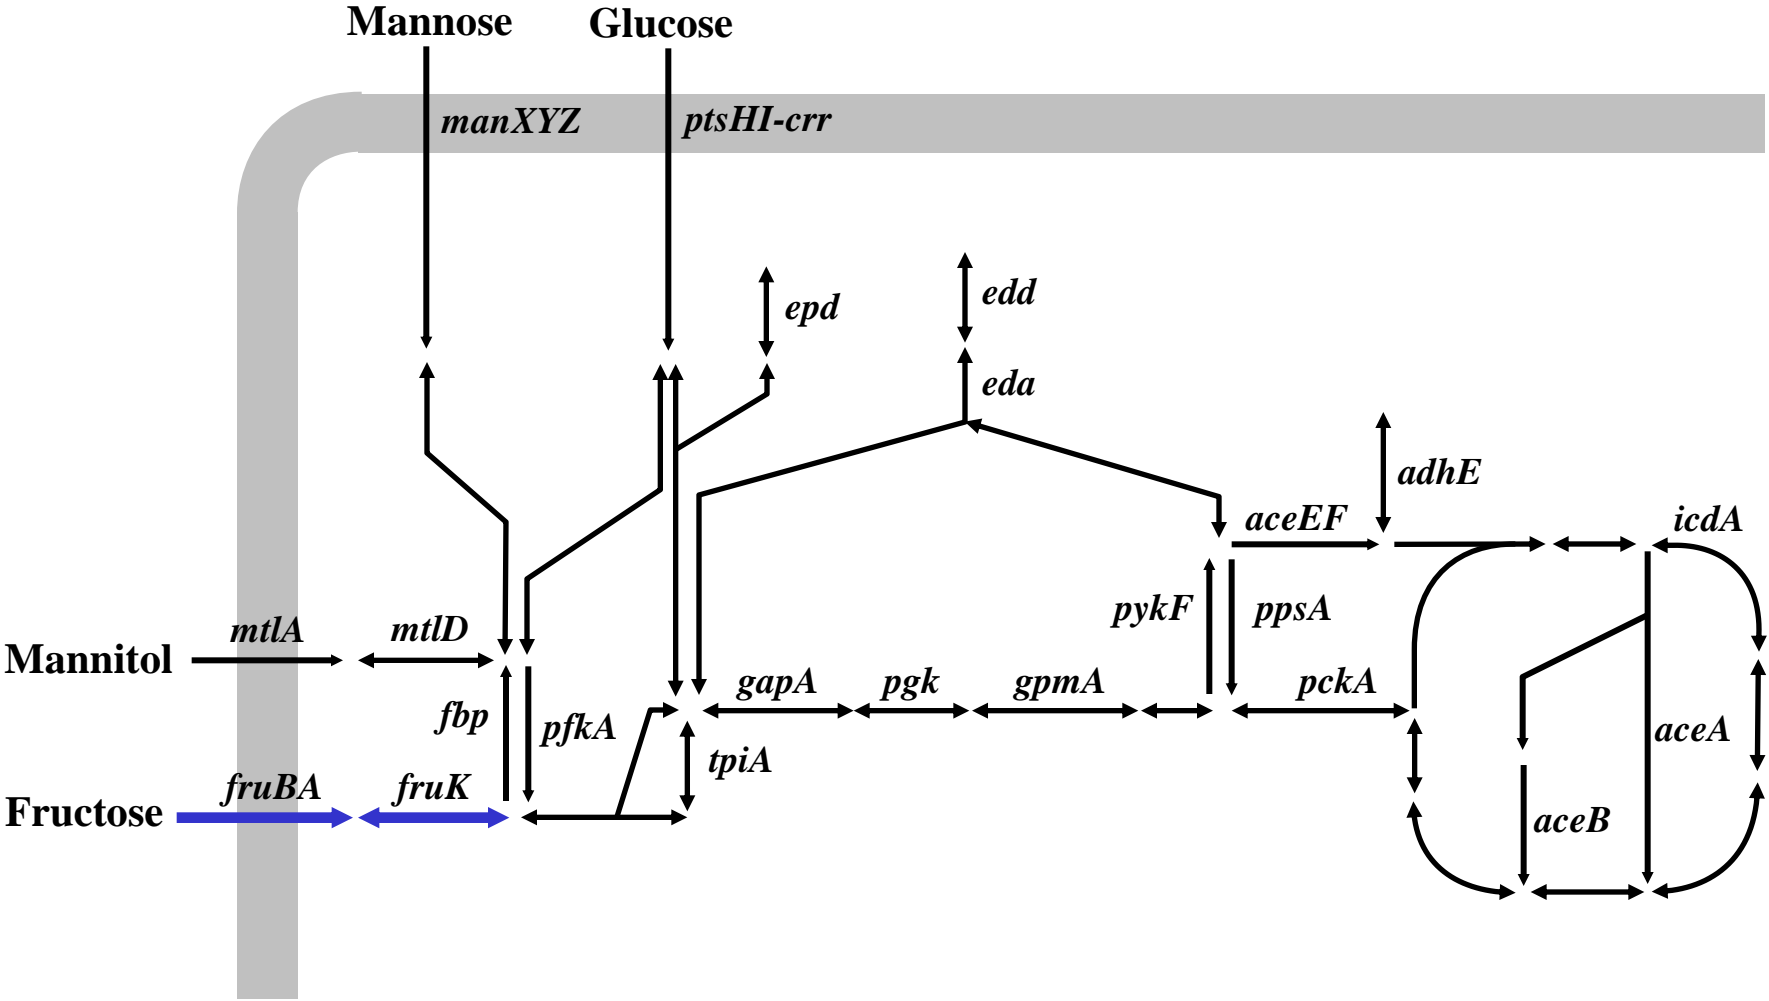 Mannose Glucose
manXYZ ptsHI-crr
epd edd
eda
adhE
aceEF icdA
pykF ppsA
mtlA mtlD
Mannitol
gapA pgk gpmA pckA
fbp pfkA aceA
tpiA
fruBA fruK
Fructose aceB